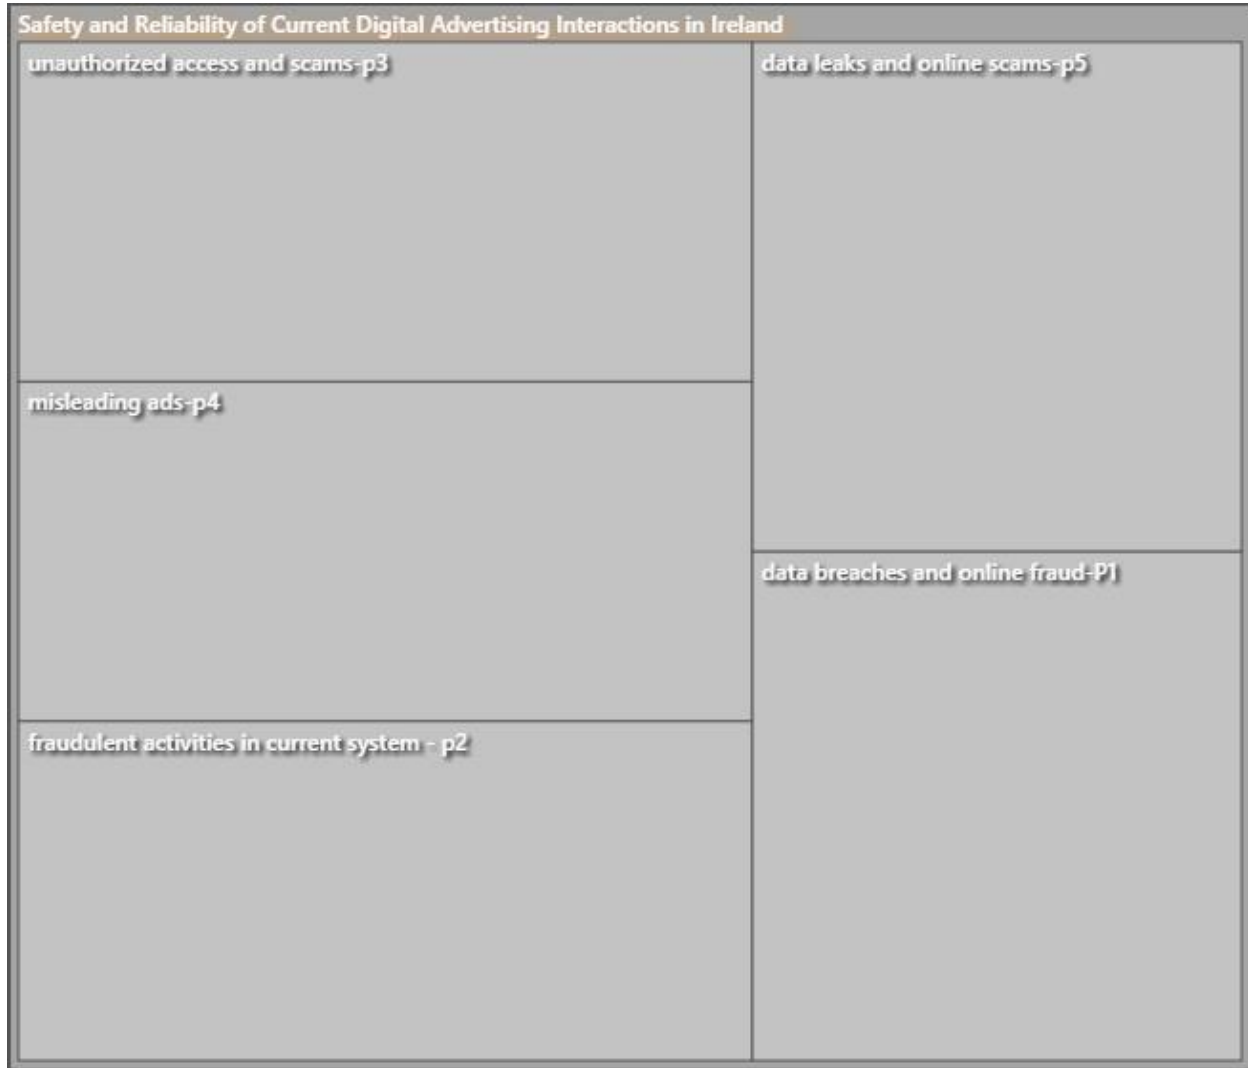 Safety and Reliability of Current Digital Advertising Interactions in Ireland
unauthorized access and scams-p3
data leaks and online scams-p5
misleading ads-p4
data breaches and online fraud-P1
fraudulent activities in current system - p2